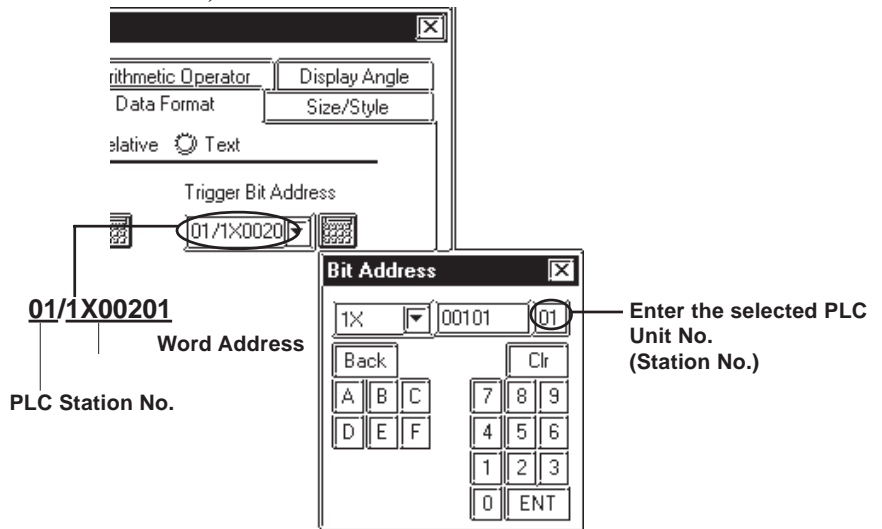 rithmetic Operator Display Angle
Data Format Size/Style
elative Text
Trigger Bit Address
01/1X0020
Bit Address
01/1X00201
1X 00101 01
Enter the selected PLC
Unit No.
(Station No.)
Word Address
PLC Station No.
Back Clr
A B C 7 8 9
D E F 4 5 6
1 2 3
0 ENT